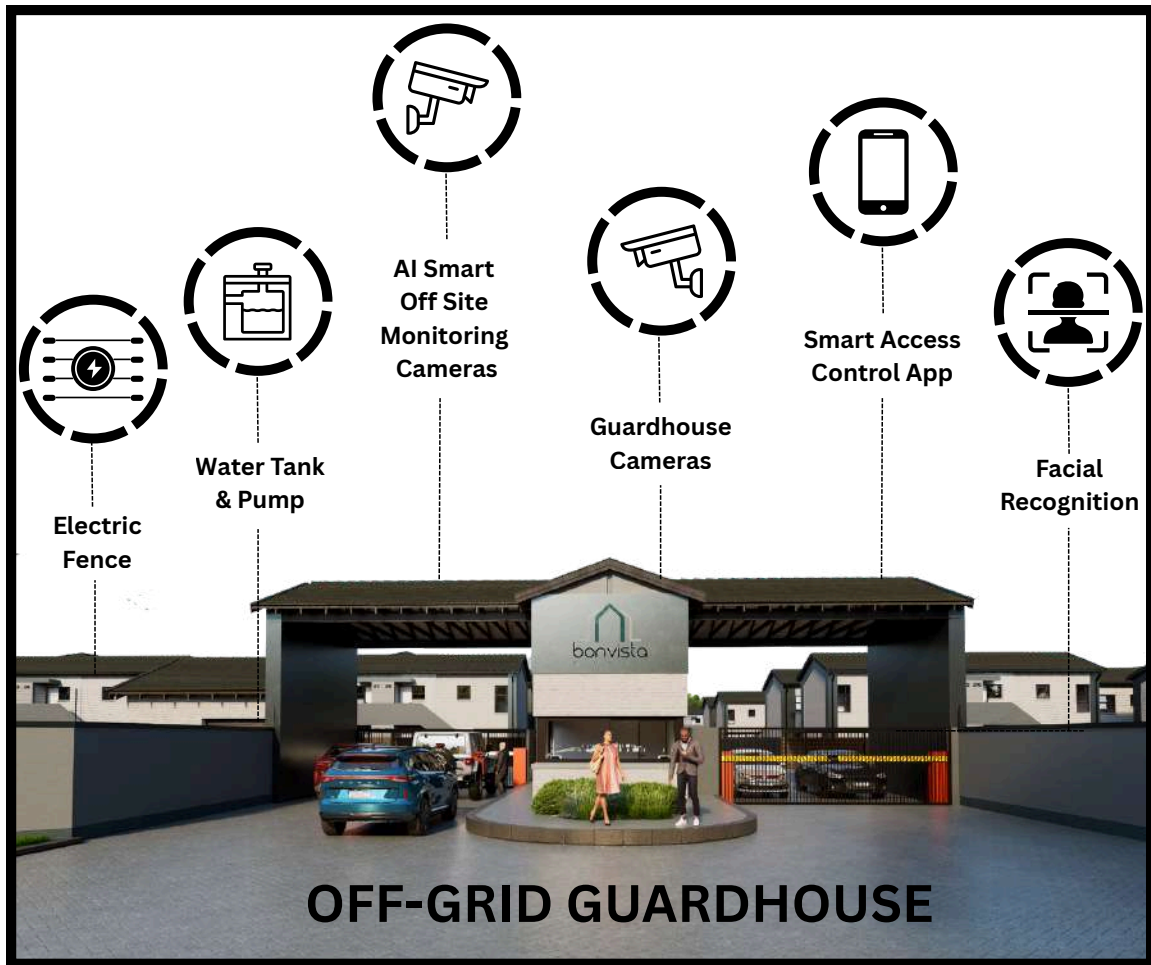 AI Smart
Off Site
Monitoring
Cameras
Smart Access
Control App
Guardhouse
Cameras
Water Tank
& Pump
Facial
Recognition
Electric
Fence
bonvista
OFF-GRID GUARDHOUSE